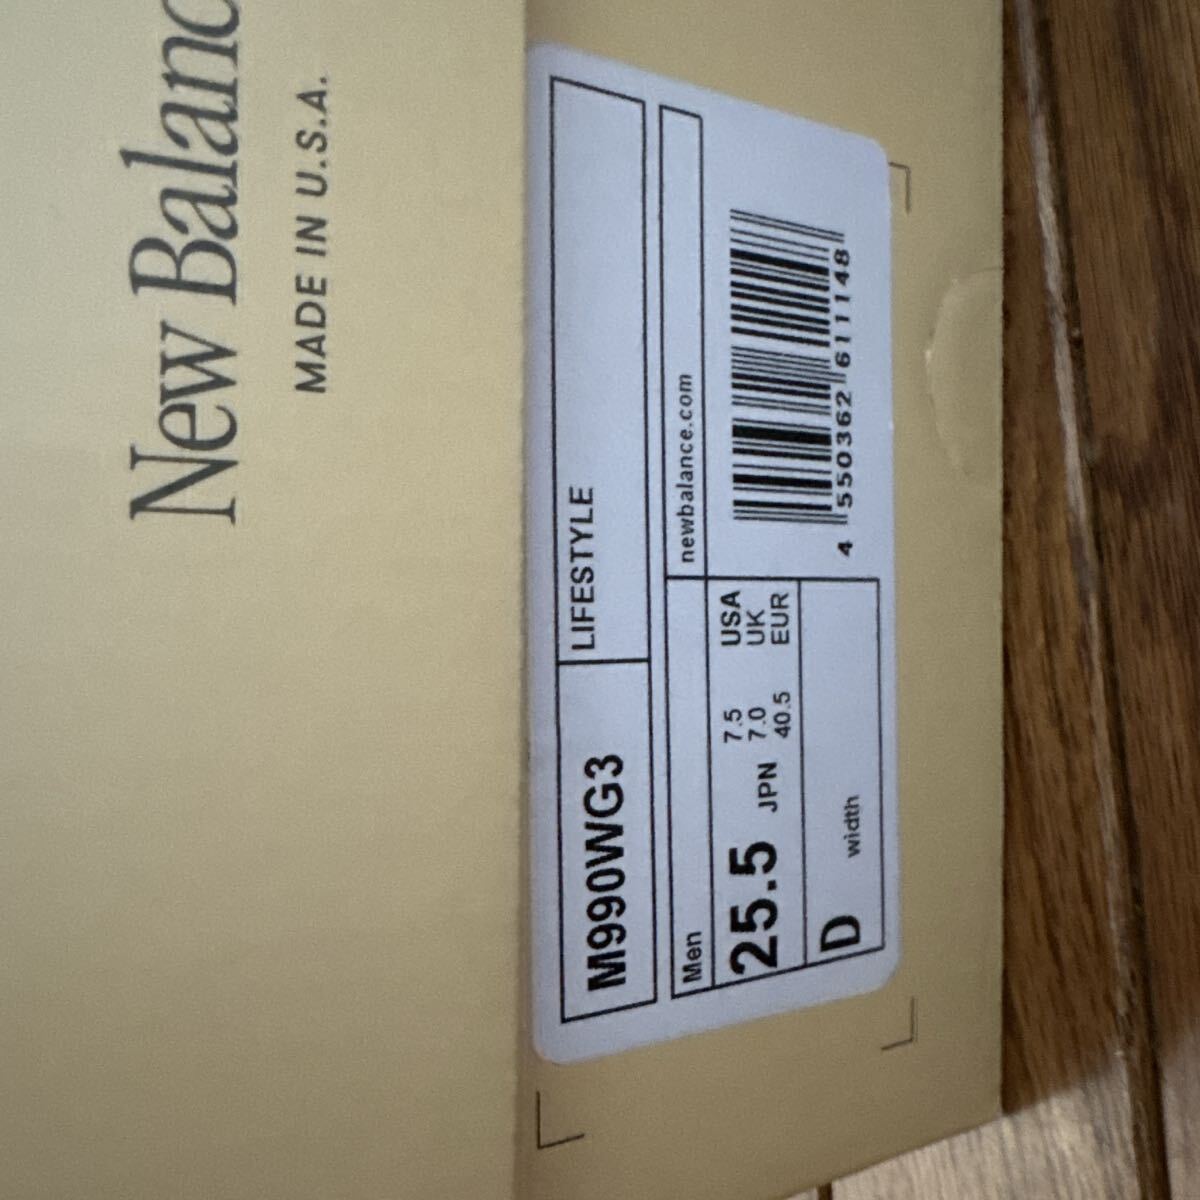 New Balanc
MADE IN U.S.A.
M990WG3
LIFESTYLE
Men
newbalance.com
25.5 JPN
7.5 USA
7.0 UK
40.5 EUR
D width
4 550362 611148